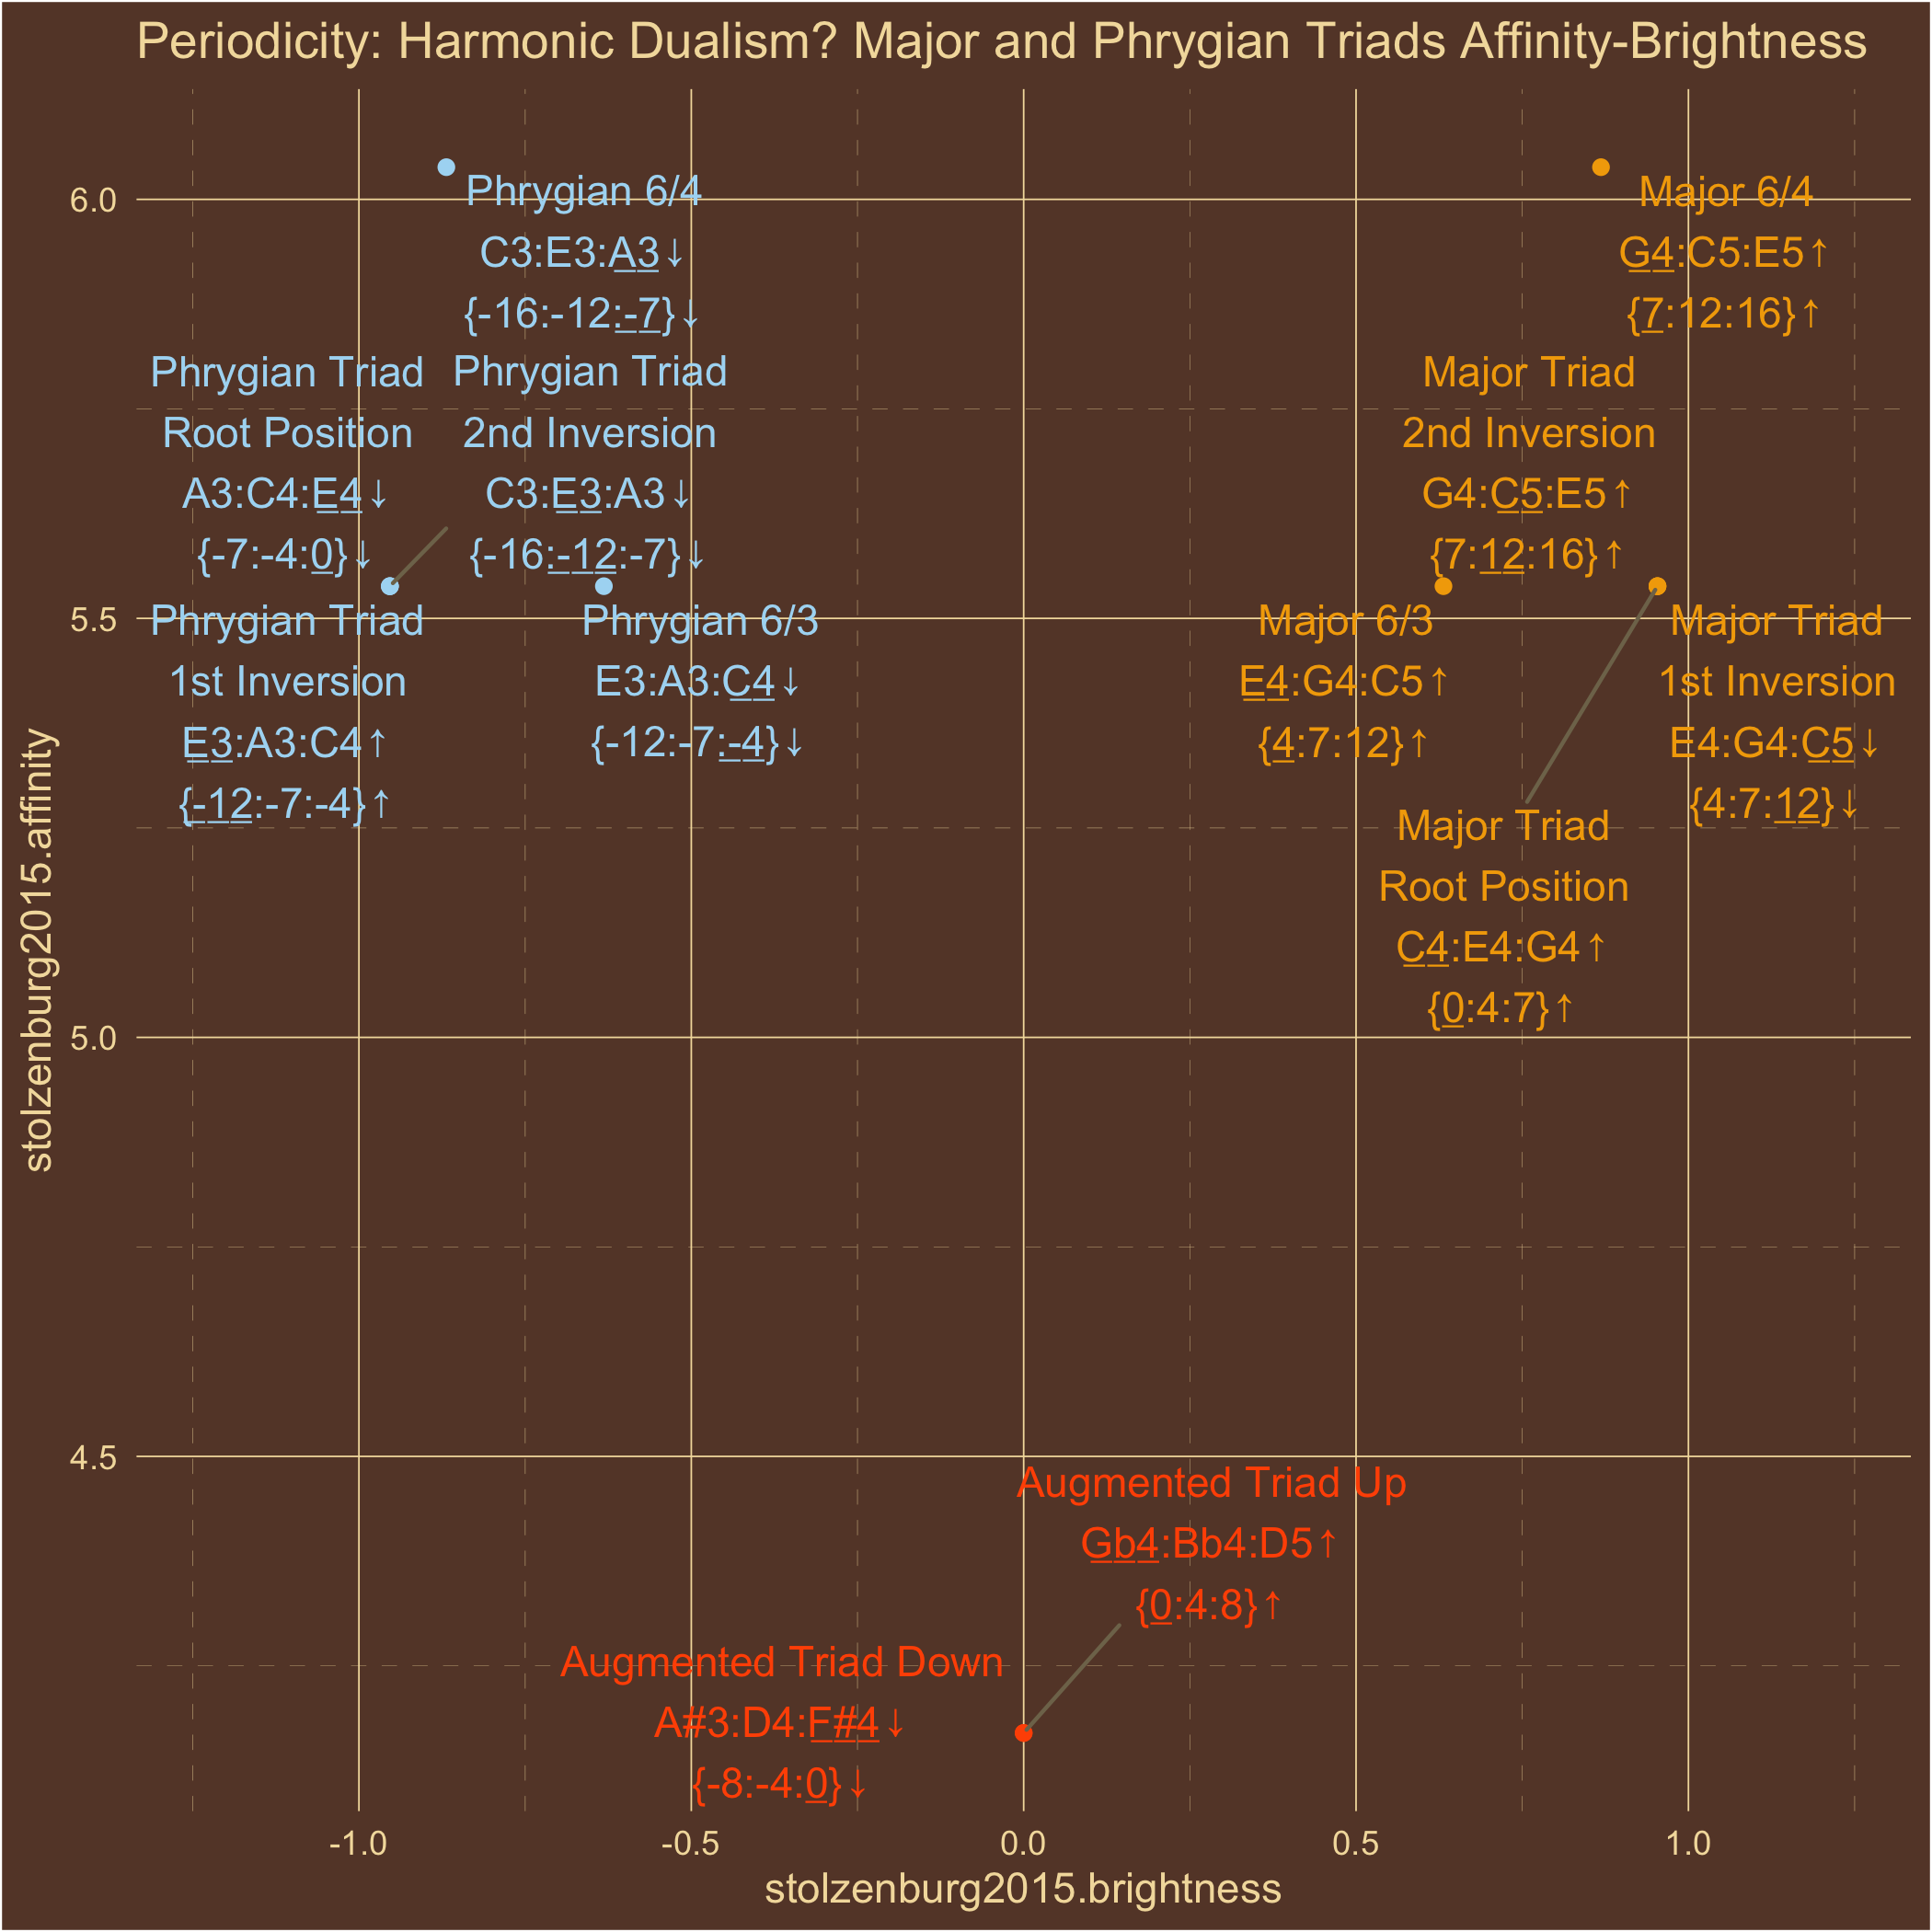 Periodicity: Harmonic Dualism? Major and Phrygian Triads Affinity-Brightness
stolzenburg2015.affinity
6.0
5.5
5.0
4.5
Phrygian 6/4
C3:E3:A3↓
{-16:-12:-7}↓
Major 6/4
G4:C5:E5↑
{7:12:16}↑
Phrygian Triad
Root Position
A3:C4:E4↓
{-7:-4:0}↓
Phrygian Triad
2nd Inversion
C3:E3:A3↓
{-16:-12:-7}↓
Major Triad
2nd Inversion
G4:C5:E5↑
{7:12:16}↑
Phrygian Triad
1st Inversion
E3:A3:C4↑
{-12:-7:-4}↑
Phrygian 6/3
E3:A3:C4↓
{-12:-7:-4}↓
Major 6/3
E4:G4:C5↑
{4:7:12}↑
Major Triad
1st Inversion
E4:G4:C5↓
{4:7:12}↓
Major Triad
Root Position
C4:E4:G4↑
{0:4:7}↑
Augmented Triad Up
Gb4:Bb4:D5↑
{0:4:8}↑
Augmented Triad Down
A#3:D4:F#4↓
{-8:-4:0}↓
-1.0
-0.5
0.0
0.5
1.0
stolzenburg2015.brightness